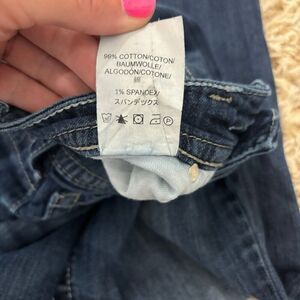 99% COTTON/COTON/
BAUMWOLLE/
ALGODÓN/COTONE/
綿
1% SPANDEX/
スパンデックス